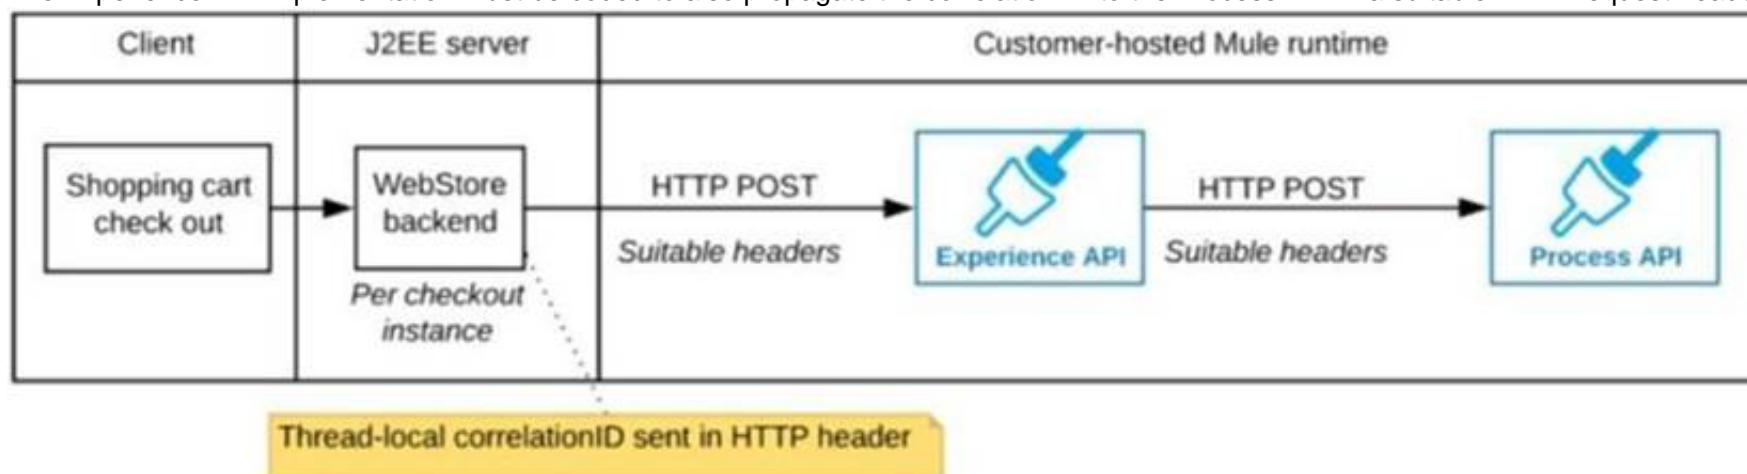 Client
J2EE server
Customer-hosted Mule runtime
Shopping cart
check out
WebStore
backend
Per checkout
instance
HTTP POST
Suitable headers
Experience API
HTTP POST
Suitable headers
Process API
Thread-local correlationID sent in HTTP header